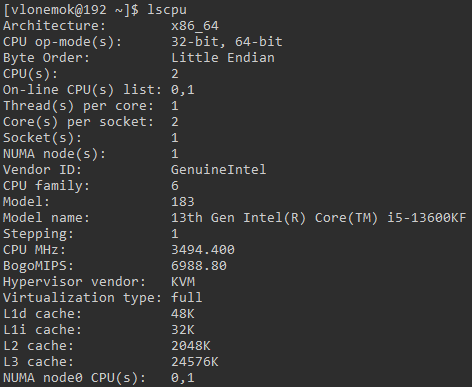 [vlonemok@192 ~]$ lscpu
Architecture:          x86_64
CPU op-mode(s):        32-bit, 64-bit
Byte Order:            Little Endian
CPU(s):                2
On-line CPU(s) list:   0,1
Thread(s) per core:    1
Core(s) per socket:    2
Socket(s):             1
NUMA node(s):          1
Vendor ID:             GenuineIntel
CPU family:            6
Model:                 183
Model name:            13th Gen Intel(R) Core(TM) i5-13600KF
Stepping:              1
CPU MHz:               3494.400
BogoMIPS:              6988.80
Hypervisor vendor:     KVM
Virtualization type:   full
L1d cache:             48K
L1i cache:             32K
L2 cache:              2048K
L3 cache:              24576K
NUMA node0 CPU(s):     0,1